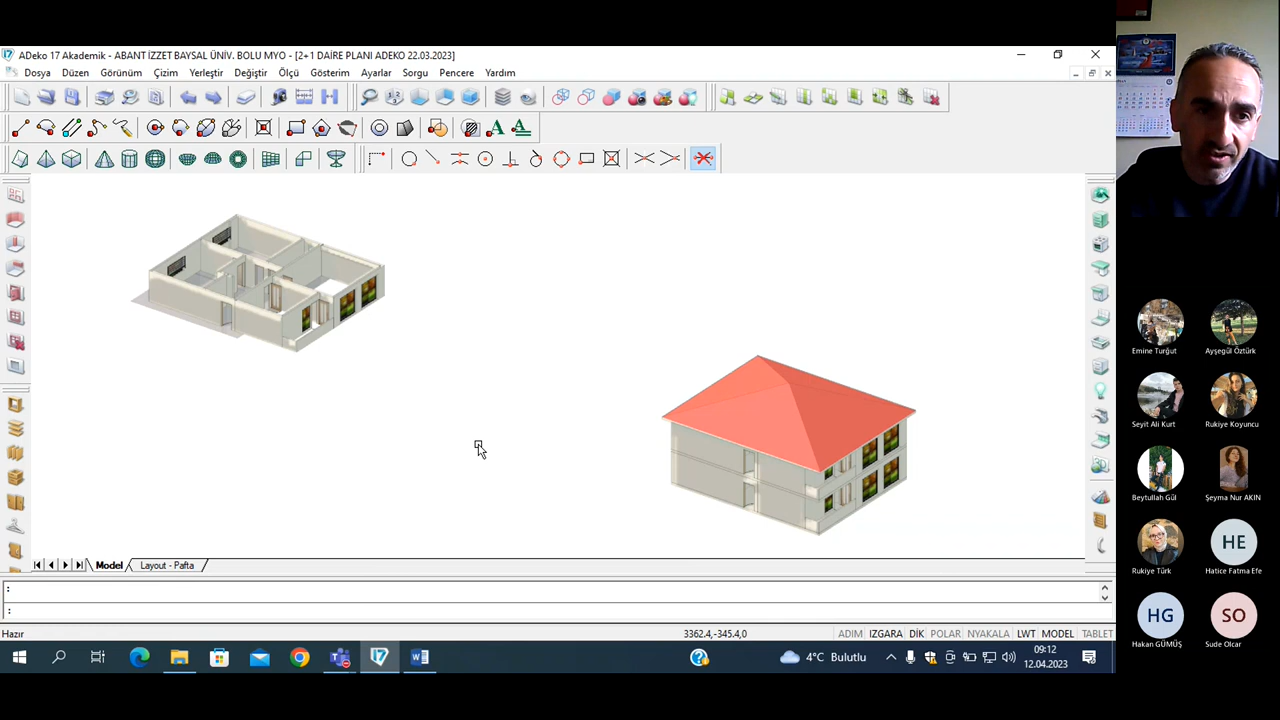 ADeko 17 Akademik - ABANT İZZET BAYSAL ÜNİV. BOLU MYO - [2+1 DAİRE PLANI ADEKO 22.03.2023]
Dosya Düzen Görünüm Çizim Yerleştir Değiştir Ölçü Gösterim Ayarlar Sorgu Pencere Yardım
Model Layout - Pafta
:
:
Hazır 3362.4,-345.4,0 ADIM IZGARA DİK POLAR NYAKALA LWT MODEL TABLET
4°C Bulutlu 09:12
12.04.2023
Emine Turğut Ayşegül Öztürk
Seyit Ali Kurt Rukiye Koyuncu
Beytullah Gül Şeyma Nur AKIN
HE
Rukiye Türk Hatice Fatma Efe
HG SO
Hakan GÜMÜŞ Sude Olcar